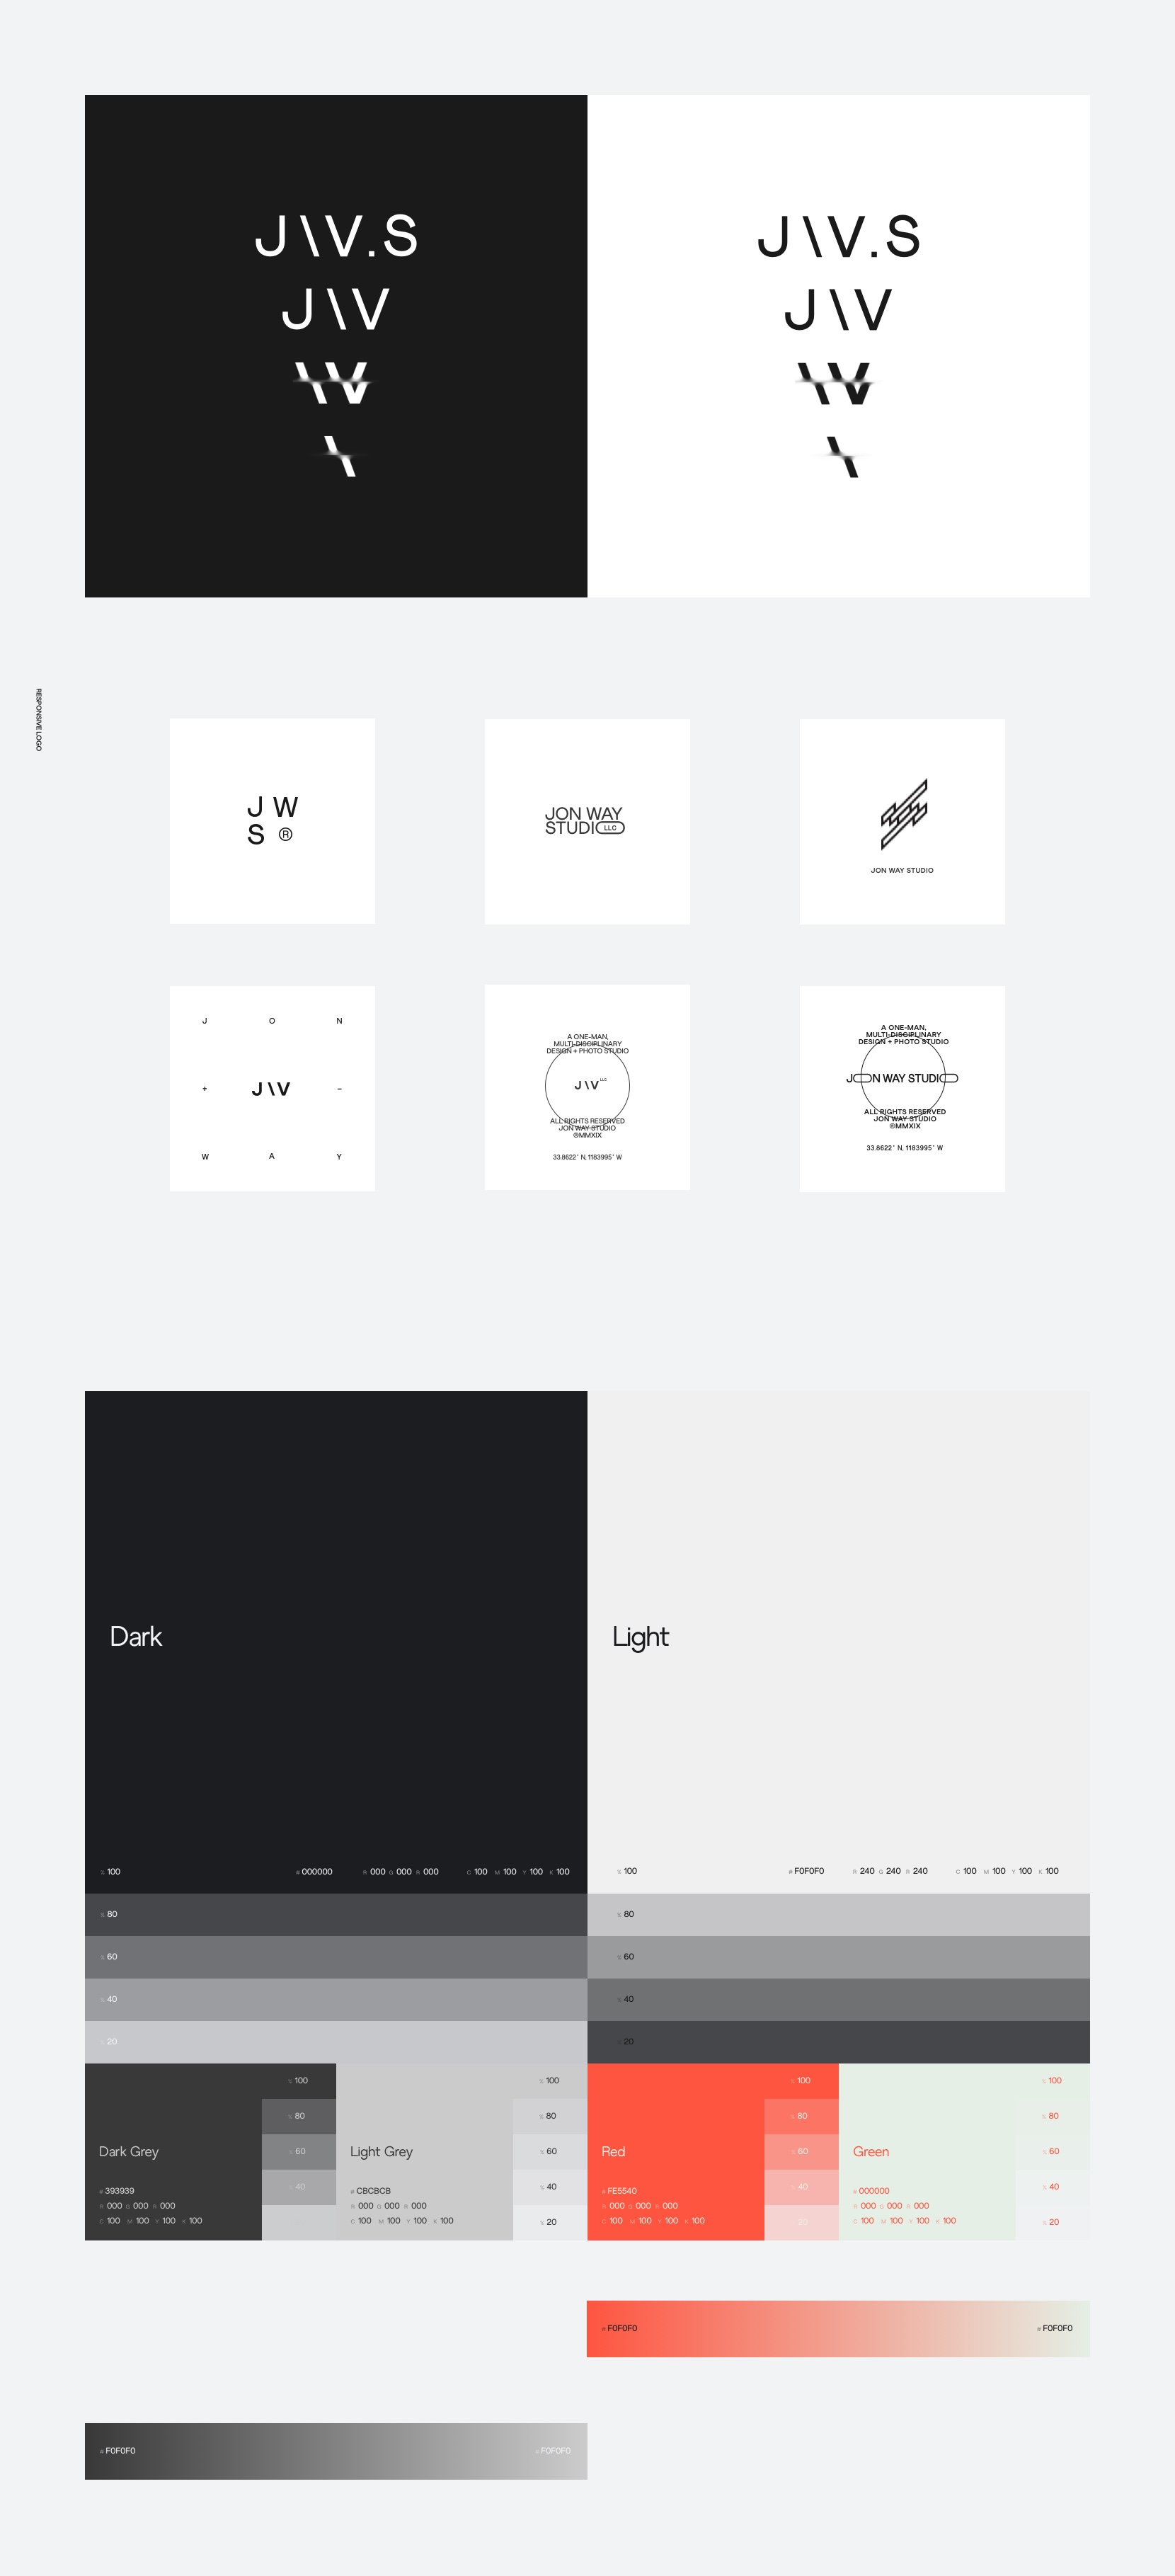 J\V.S
J\V
\V
\
J\V.S
J\V
\V
\
RESPONSIVE LOGO
J W
S ®
JON WAY
STUDIO LLC
JON WAY STUDIO
J O N
+ J\V –
W A Y
A ONE-MAN,
MULTI-DISCIPLINARY
DESIGN + PHOTO STUDIO
J\V LLC
ALL RIGHTS RESERVED
JON WAY STUDIO
®MMXIX
33.8622° N, 1183995° W
A ONE-MAN,
MULTI-DISCIPLINARY
DESIGN + PHOTO STUDIO
JON WAY STUDIO
ALL RIGHTS RESERVED
JON WAY STUDIO
®MMXIX
33.8622° N, 1183995° W
Dark
% 100 # 000000 R 000 G 000 R 000 C 100 M 100 Y 100 K 100
% 80
% 60
% 40
% 20
Light
% 100 # F0F0F0 R 240 G 240 R 240 C 100 M 100 Y 100 K 100
% 80
% 60
% 40
% 20
Dark Grey
# 393939
R 000 G 000 R 000
C 100 M 100 Y 100 K 100
% 100
% 80
% 60
% 40
Light Grey
# CBCBCB
R 000 G 000 R 000
C 100 M 100 Y 100 K 100
% 100
% 80
% 60
% 40
% 20
Red
# FE5540
R 000 G 000 R 000
C 100 M 100 Y 100 K 100
% 100
% 80
% 60
% 40
% 20
Green
# 000000
R 000 G 000 R 000
C 100 M 100 Y 100 K 100
% 100
% 80
% 60
% 40
% 20
# F0F0F0 # F0F0F0
# F0F0F0 # F0F0F0